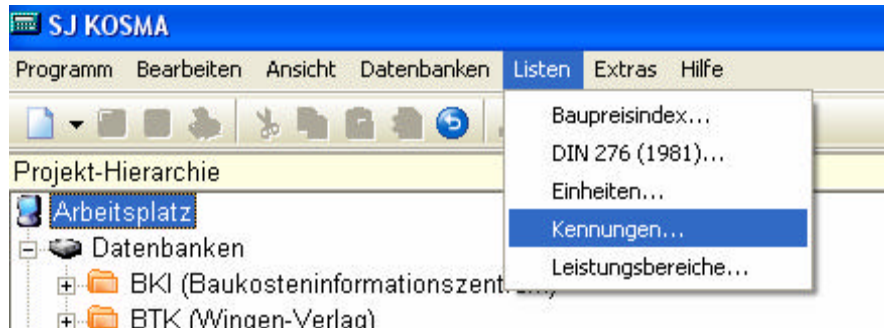 SJ KOSMA
Programm Bearbeiten Ansicht Datenbanken Listen Extras Hilfe
Baupreisindex...
DIN 276 (1981)...
Einheiten...
Kennungen...
Leistungsbereiche...
Projekt-Hierarchie
Arbeitsplatz
Datenbanken
BKI (Baukosteninformationszentrum)
BTK (Wingen-Verlag)